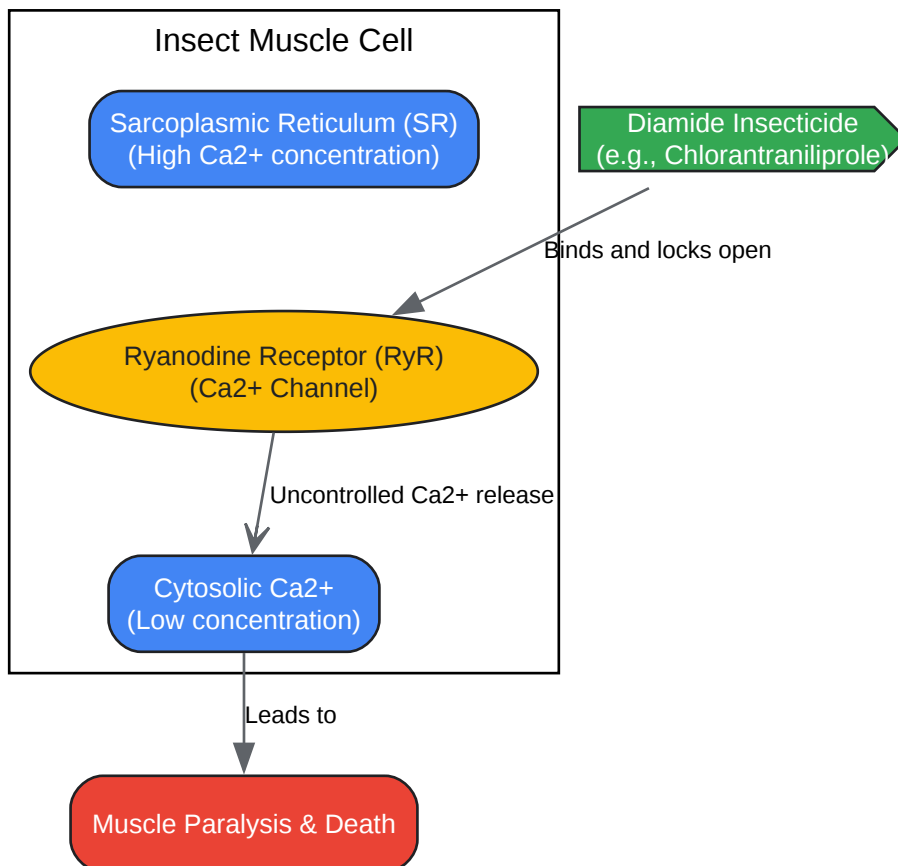 Insect Muscle Cell
Sarcoplasmic Reticulum (SR)
(High Ca2+ concentration)
Diamide Insecticide
(e.g., Chlorantraniliprole)
Binds and locks open
Ryanodine Receptor (RyR)
(Ca2+ Channel)
Uncontrolled Ca2+ release
Cytosolic Ca2+
(Low concentration)
Leads to
Muscle Paralysis & Death